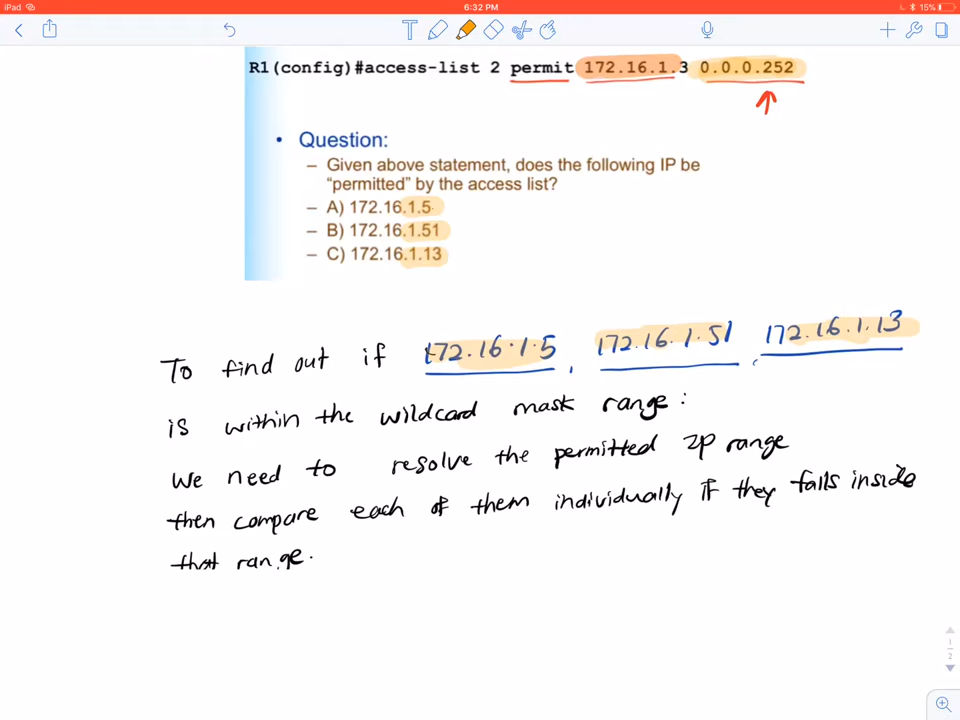 iPad
6:32 PM
15%
R1(config)#access-list 2 permit 172.16.1.3 0.0.0.252
• Question:
– Given above statement, does the following IP be
"permitted" by the access list?
– A) 172.16.1.5
– B) 172.16.1.51
– C) 172.16.1.13
To find out if 172.16.1.5, 172.16.1.51, 172.16.1.13
is within the wildcard mask range:
We need to resolve the permitted IP range
then compare each of them individually if they falls inside
that range.
1
2